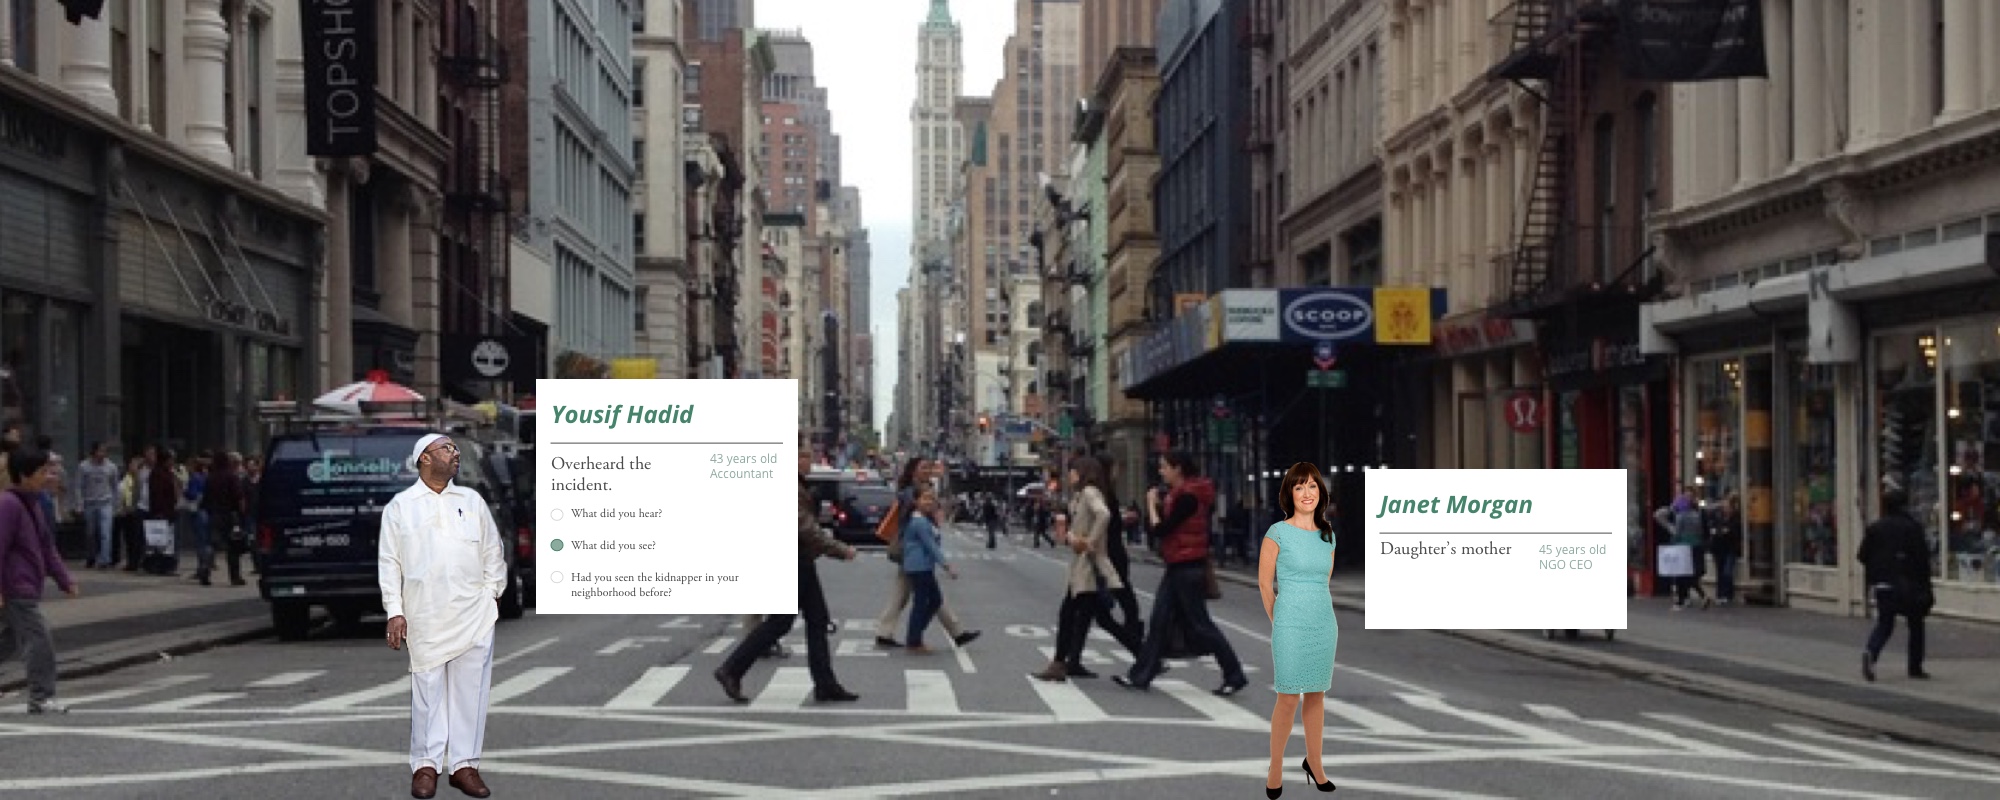 TOPSHO
SCOOP
donnelly
Yousif Hadid
Overheard the
incident.
43 years old
Accountant
What did you hear?
What did you see?
Had you seen the kidnapper in your
neighborhood before?
Janet Morgan
Daughter's mother
45 years old
NGO CEO